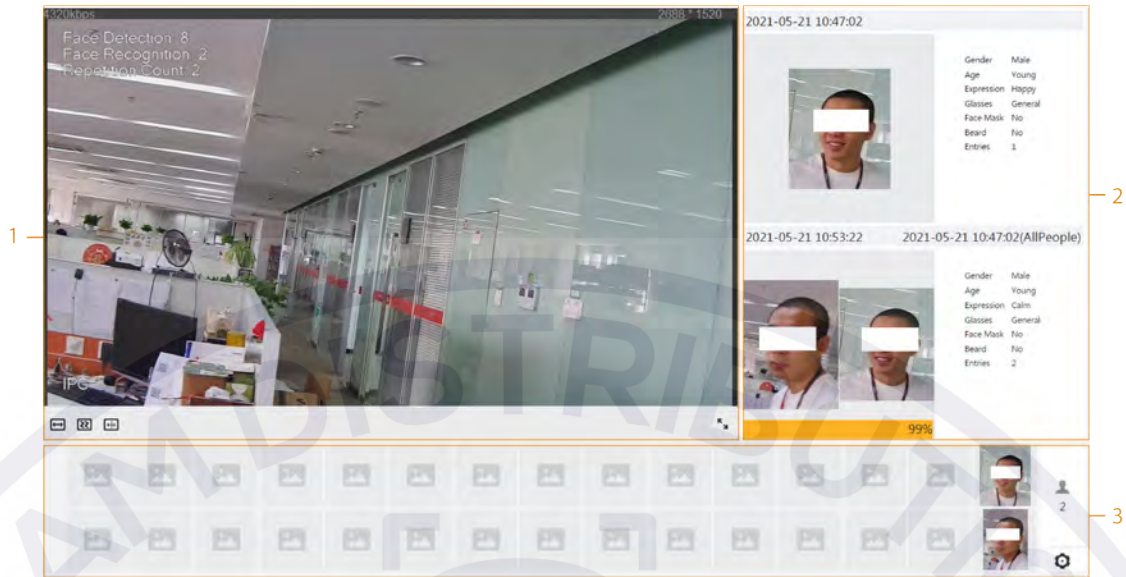 4320kbps
2688 * 1520
Face Detection 8
Face Recognition 2
Repetition Count 2
IPC
1
2021-05-21 10:47:02
Gender Male
Age Young
Expression Happy
Glasses General
Face Mask No
Beard No
Entries 1
2
2021-05-21 10:53:22 2021-05-21 10:47:02(AllPeople)
Gender Male
Age Young
Expression Calm
Glasses General
Face Mask No
Beard No
Entries 2
99%
2
3
AM DISTRIBUT